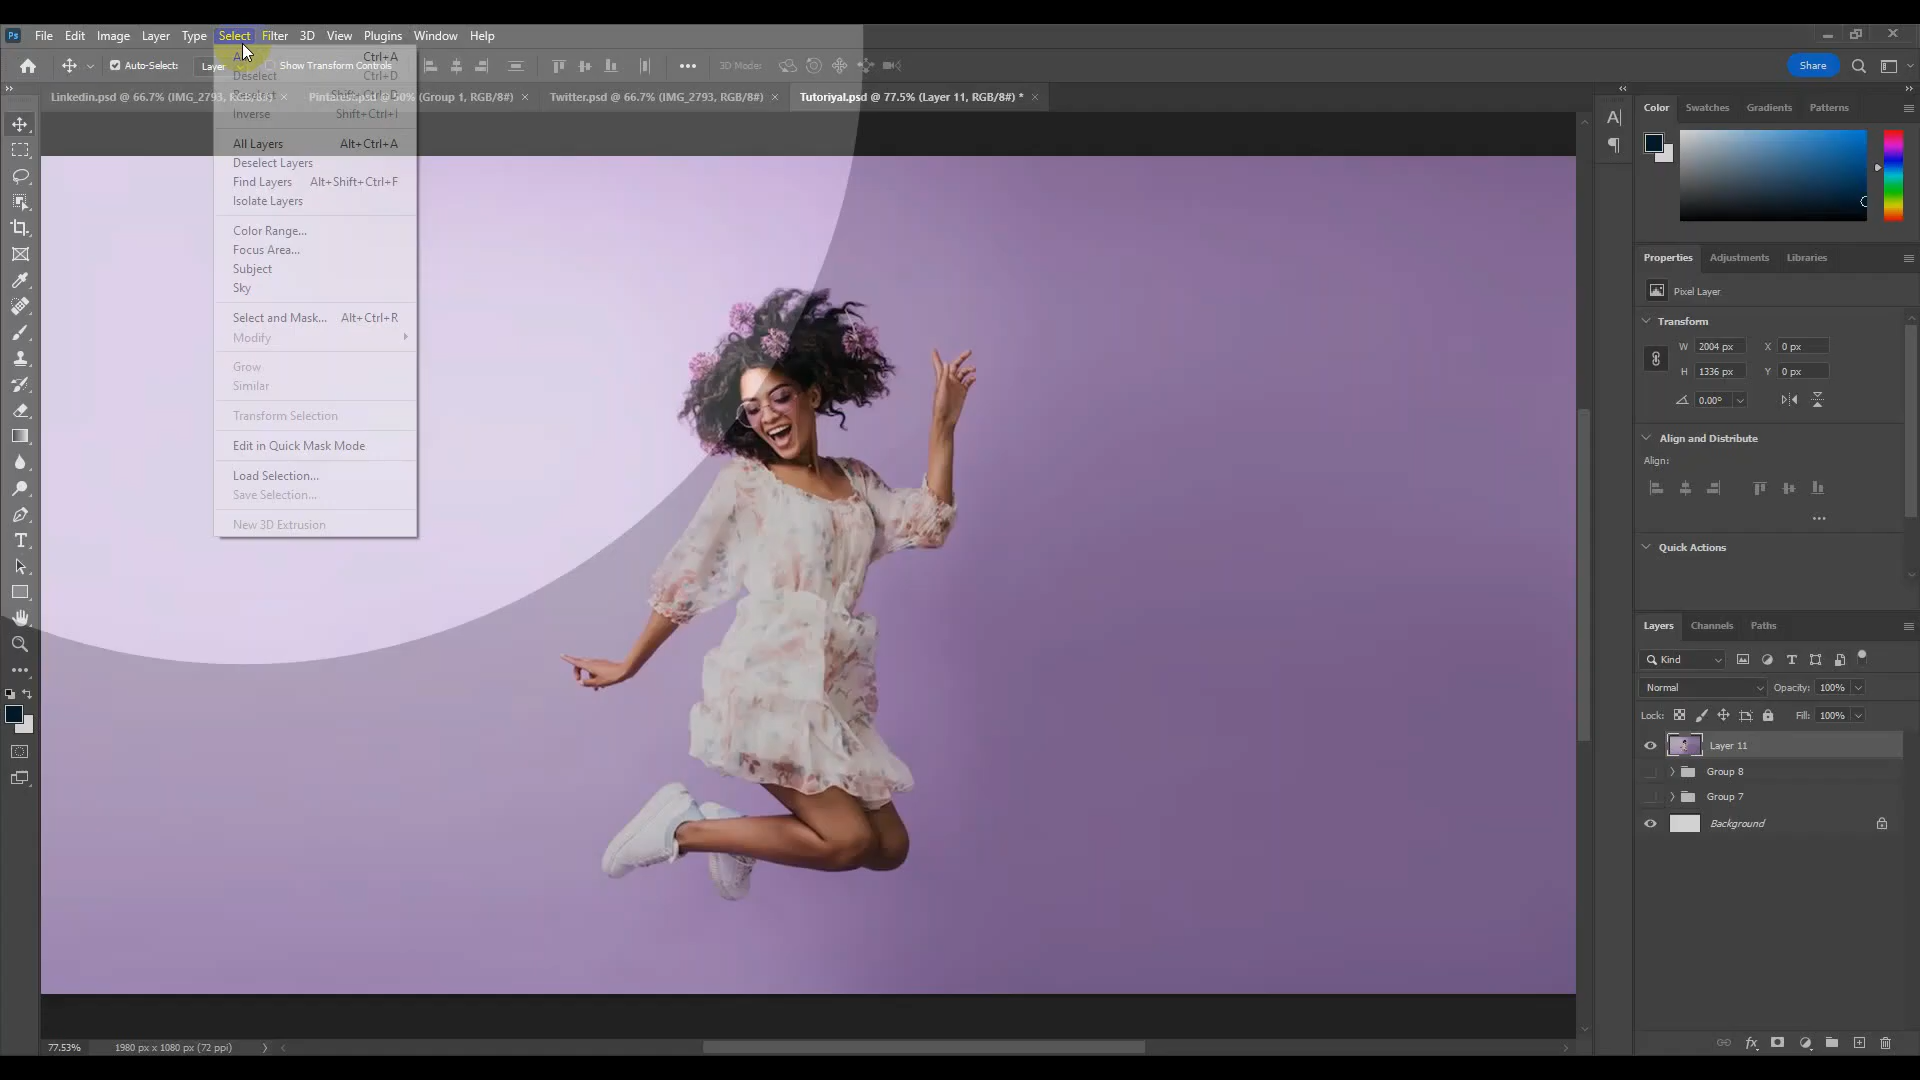 Ps File Edit Image Layer Type Select Filter 3D View Plugins Window Help
Auto-Select: Layer Show Transform Controls 3D Mode: Share
Linkedin.psd @ 66.7% (IMG_2793, RGB/8#) × (Group 1, RGB/8#) × Twitter.psd @ 66.7% (IMG_2793, RGB/8#) × Tutoriyal.psd @ 77.5% (Layer 11, RGB/8#) * ×
Ctrl+A
Deselect Ctrl+D
Shift+Ctrl+D
Inverse Shift+Ctrl+I
All Layers Alt+Ctrl+A
Deselect Layers
Find Layers Alt+Shift+Ctrl+F
Isolate Layers
Color Range...
Focus Area...
Subject
Sky
Select and Mask... Alt+Ctrl+R
Modify
Grow
Similar
Transform Selection
Edit in Quick Mask Mode
Load Selection...
Save Selection...
New 3D Extrusion
Color Swatches Gradients Patterns
Properties Adjustments Libraries
Pixel Layer
Transform
W 2004 px X 0 px
H 1336 px Y 0 px
0.00°
Align and Distribute
Align:
Quick Actions
Layers Channels Paths
Kind
Normal Opacity: 100%
Lock: Fill: 100%
Layer 11
Group 8
Group 7
Background
77.53% 1980 px x 1080 px (72 ppi)